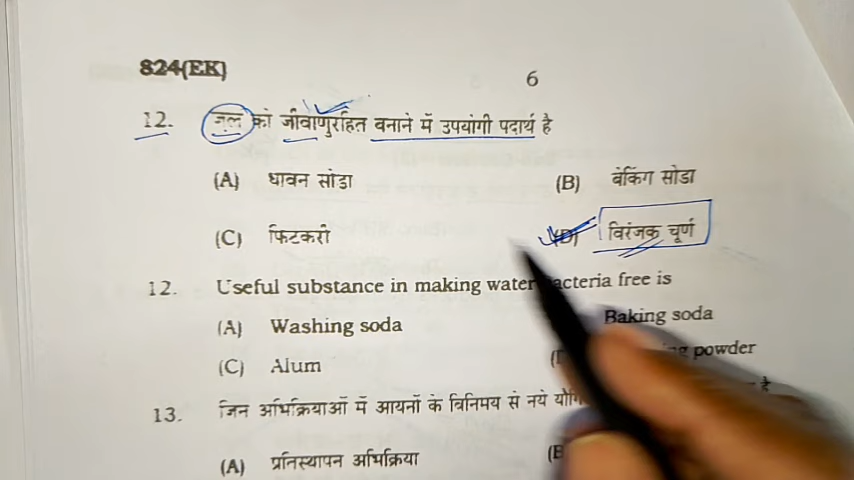 824(EK)
6
12. जल को जीवाणुरहित बनाने में उपयोगी पदार्थ है
(A) धावन सोडा (B) बेकिंग सोडा
(C) फिटकरी (D) विरंजक चूर्ण
12. Useful substance in making water bacteria free is
(A) Washing soda Baking soda
(C) Alum powder
13. जिन अभिक्रियाओं में आयनों के विनिमय से नये है
(A) प्रतिस्थापन अभिक्रिया (B